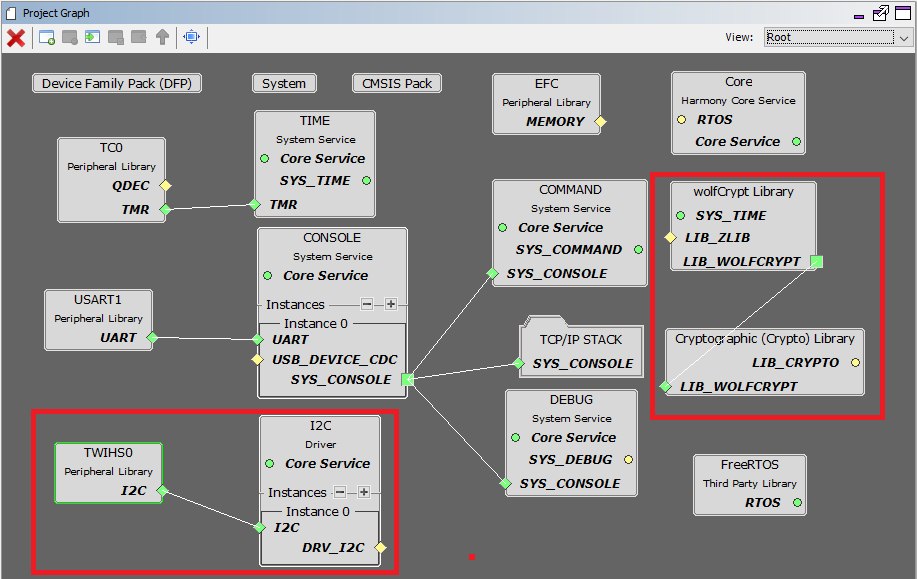 Project Graph
View:
Root
Device Family Pack (DFP)
System
CMSIS Pack
EFC
Peripheral Library
MEMORY
Core
Harmony Core Service
RTOS
Core Service
TC0
Peripheral Library
QDEC
TMR
TIME
System Service
Core Service
SYS_TIME
TMR
COMMAND
System Service
Core Service
SYS_COMMAND
SYS_CONSOLE
wolfCrypt Library
SYS_TIME
LIB_ZLIB
LIB_WOLFCRYPT
CONSOLE
System Service
Core Service
Instances
Instance 0
UART
USB_DEVICE_CDC
SYS_CONSOLE
USART1
Peripheral Library
UART
TCP/IP STACK
SYS_CONSOLE
Cryptographic (Crypto) Library
LIB_CRYPTO
LIB_WOLFCRYPT
DEBUG
System Service
Core Service
SYS_DEBUG
SYS_CONSOLE
TWIHS0
Peripheral Library
I2C
I2C
Driver
Core Service
Instances
Instance 0
I2C
DRV_I2C
FreeRTOS
Third Party Library
RTOS